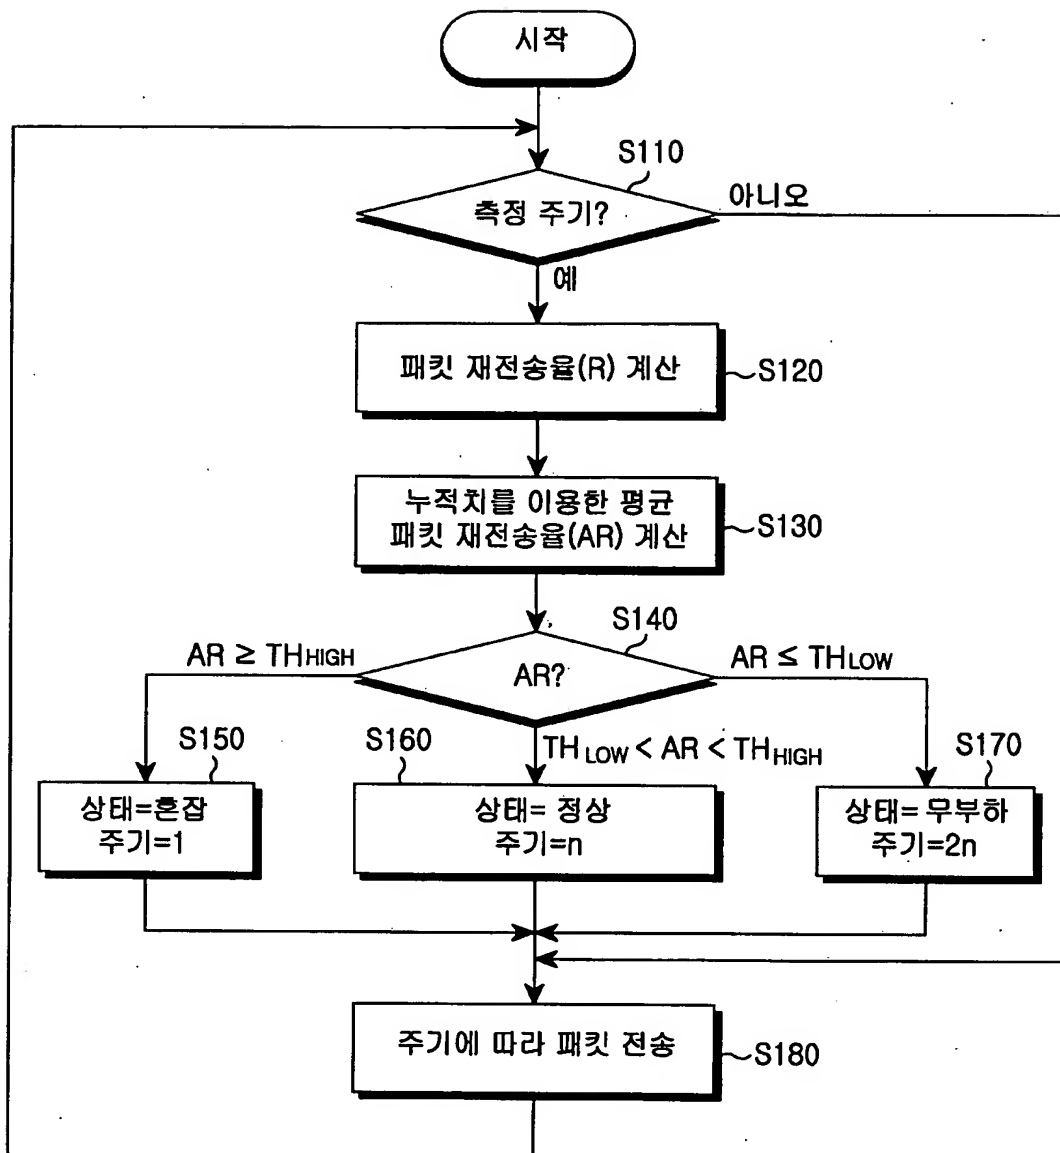 시작
S110
측정 주기?
아니오
예
패킷 재전송율(R) 계산
S120
누적치를 이용한 평균
패킷 재전송율(AR) 계산
S130
S140
AR ≥ THHIGH
AR?
AR ≤ THLOW
S150
S160
THLOW < AR < THHIGH
S170
상태=혼잡
주기=1
상태= 정상
주기=n
상태= 무부하
주기=2n
주기에 따라 패킷 전송
S180